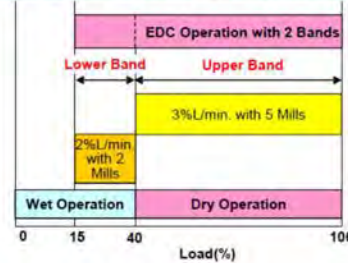 EDC Operation with 2 Bands
Lower Band
Upper Band
3%L/min. with 5 Mills
2%L/min.
with 2
Mills
Wet Operation
Dry Operation
0
15
40
Load(%)